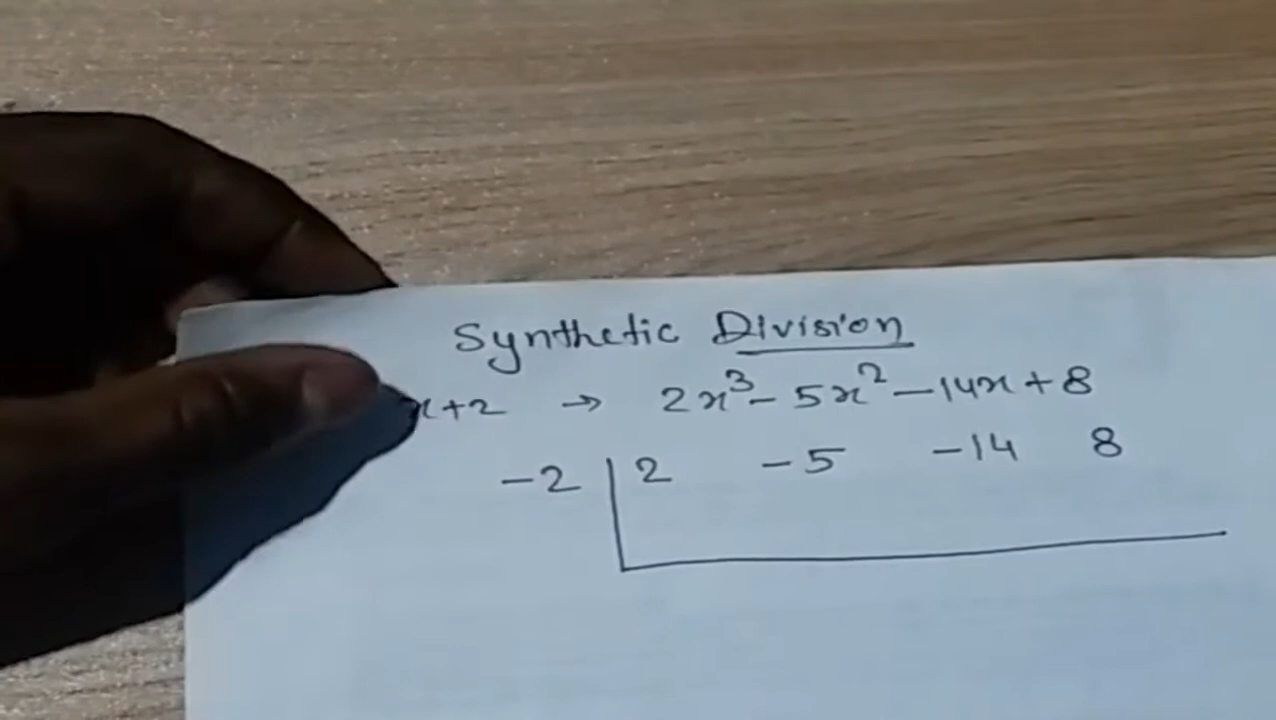 Synthetic Division
x+2 → 2x³ - 5x² - 14x + 8
-2 | 2 -5 -14 8